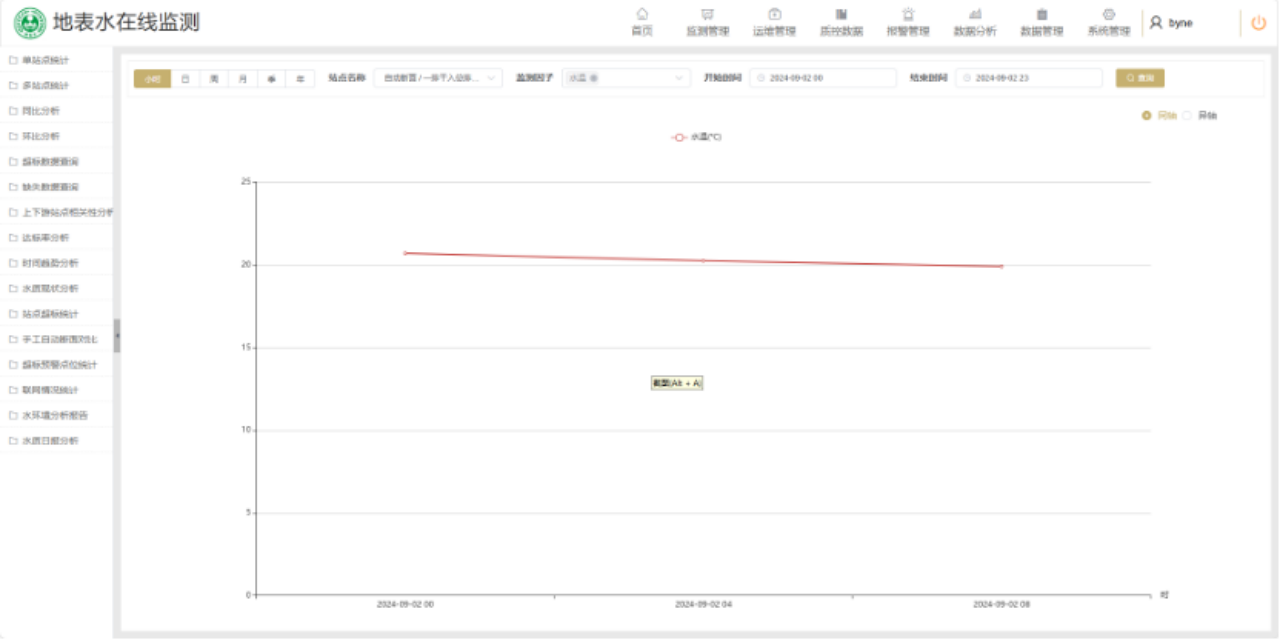 地表水在线监测
首页 监测管理 运维管理 质控数据 报警管理 数据分析 数据管理 系统管理 byne
单站点统计
多站点统计
同比分析
环比分析
超标数据查询
缺失数据查询
上下游站点相关性分析
达标率分析
时间趋势分析
水质现状分析
站点超标统计
手工自动断面对比
超标预警点位统计
联网情况统计
水环境分析报告
水质日报分析
小时 日 周 月 季 年 站点名称 自动断面 / 监测因子 水温 开始时间 2024-09-02 00 结束时间 2024-09-02 23 查询
同轴 异轴
水温(℃)
25
20
15
截图(Alt + A)
10
5
0
2024-09-02 00 2024-09-02 04 2024-09-02 08 时